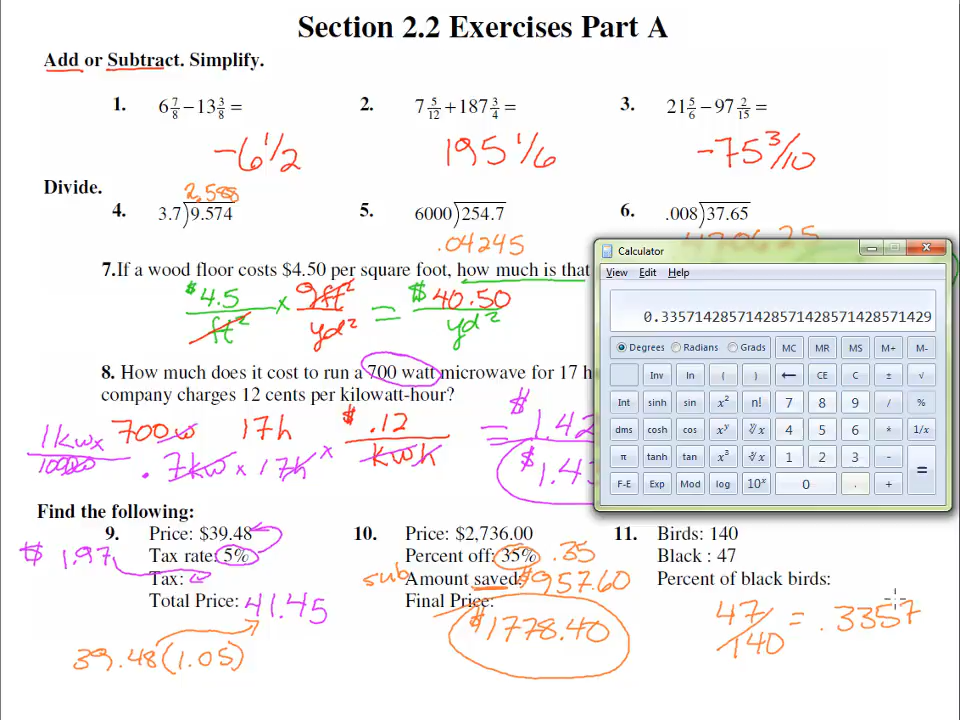 Section 2.2 Exercises Part A
Add or Subtract. Simplify.
1. 6 7/8 − 13 3/8 =
2. 7 5/12 + 187 3/4 =
3. 21 5/6 − 97 2/15 =
-6 1/2
195 1/6
-75 3/10
Divide.
2.588
4. 3.7)9.574
5. 6000)254.7
6. .008)37.65
.04245
7. If a wood floor costs $4.50 per square foot, how much is that
$4.5/ft² × 9ft²/yd² = $40.50/yd²
8. How much does it cost to run a 700 watt microwave for 17 h
company charges 12 cents per kilowatt-hour?
1kw x 700w 17h $.12/kwh = $1.42
.7kw x 17h x $1.43
Find the following:
9. Price: $39.48
Tax rate: 5%
Tax:
Total Price: 41.45
$1.97
39.48(1.05)
10. Price: $2,736.00
Percent off: 35% .35
sub Amount saved: $957.60
Final Price:
$1778.40
11. Birds: 140
Black : 47
Percent of black birds:
47/140 = .3357
Calculator
View Edit Help
0.33571428571428571428571428571429
Degrees Radians Grads MC MR MS M+ M-
Inv ln ( ) ← CE C ± √
Int sinh sin x² n! 7 8 9 / %
dms cosh cos xʸ ʸ√x 4 5 6 * 1/x
π tanh tan x³ ³√x 1 2 3 - =
F-E Exp Mod log 10ˣ 0 . +